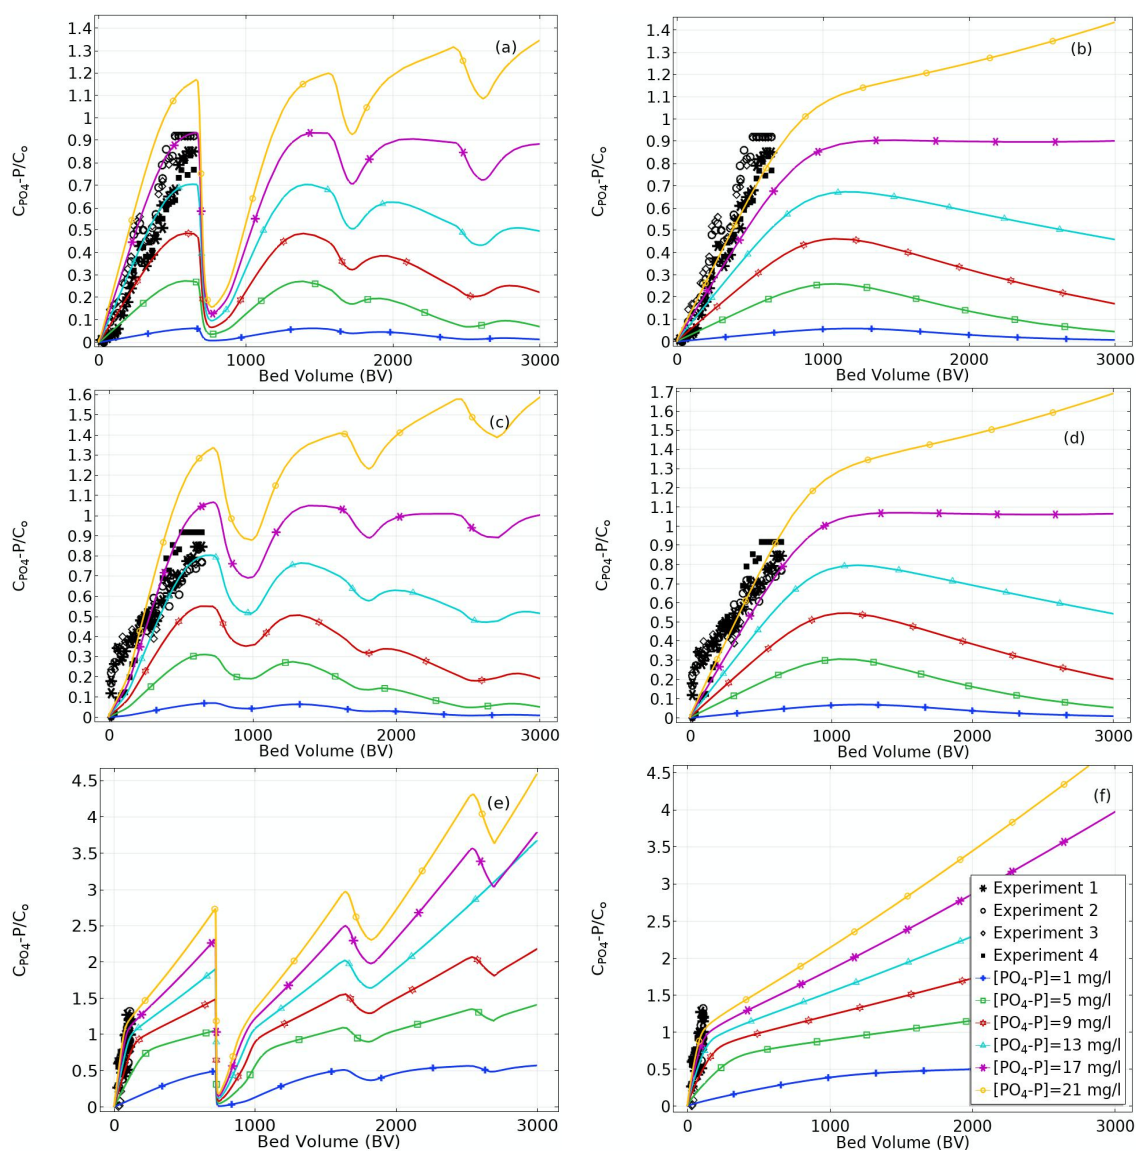 (a)
C_PO4-P/C_o
1.4
1.3
1.2
1.1
1
0.9
0.8
0.7
0.6
0.5
0.4
0.3
0.2
0.1
0
0 1000 2000 3000
Bed Volume (BV)
(b)
C_PO4-P/C_o
1.4
1.3
1.2
1.1
1
0.9
0.8
0.7
0.6
0.5
0.4
0.3
0.2
0.1
0
0 1000 2000 3000
Bed Volume (BV)
(c)
C_PO4-P/C_o
1.6
1.5
1.4
1.3
1.2
1.1
1
0.9
0.8
0.7
0.6
0.5
0.4
0.3
0.2
0.1
0
0 1000 2000 3000
Bed Volume (BV)
(d)
C_PO4-P/C_o
1.7
1.6
1.5
1.4
1.3
1.2
1.1
1
0.9
0.8
0.7
0.6
0.5
0.4
0.3
0.2
0.1
0
0 1000 2000 3000
Bed Volume (BV)
(e)
C_PO4-P/C_o
4.5
4
3.5
3
2.5
2
1.5
1
0.5
0
0 1000 2000 3000
Bed Volume (BV)
(f)
C_PO4-P/C_o
4.5
4
3.5
3
2.5
2
1.5
1
0.5
0
0 1000 2000 3000
Bed Volume (BV)
Experiment 1
Experiment 2
Experiment 3
Experiment 4
[PO₄-P]=1 mg/l
[PO₄-P]=5 mg/l
[PO₄-P]=9 mg/l
[PO₄-P]=13 mg/l
[PO₄-P]=17 mg/l
[PO₄-P]=21 mg/l